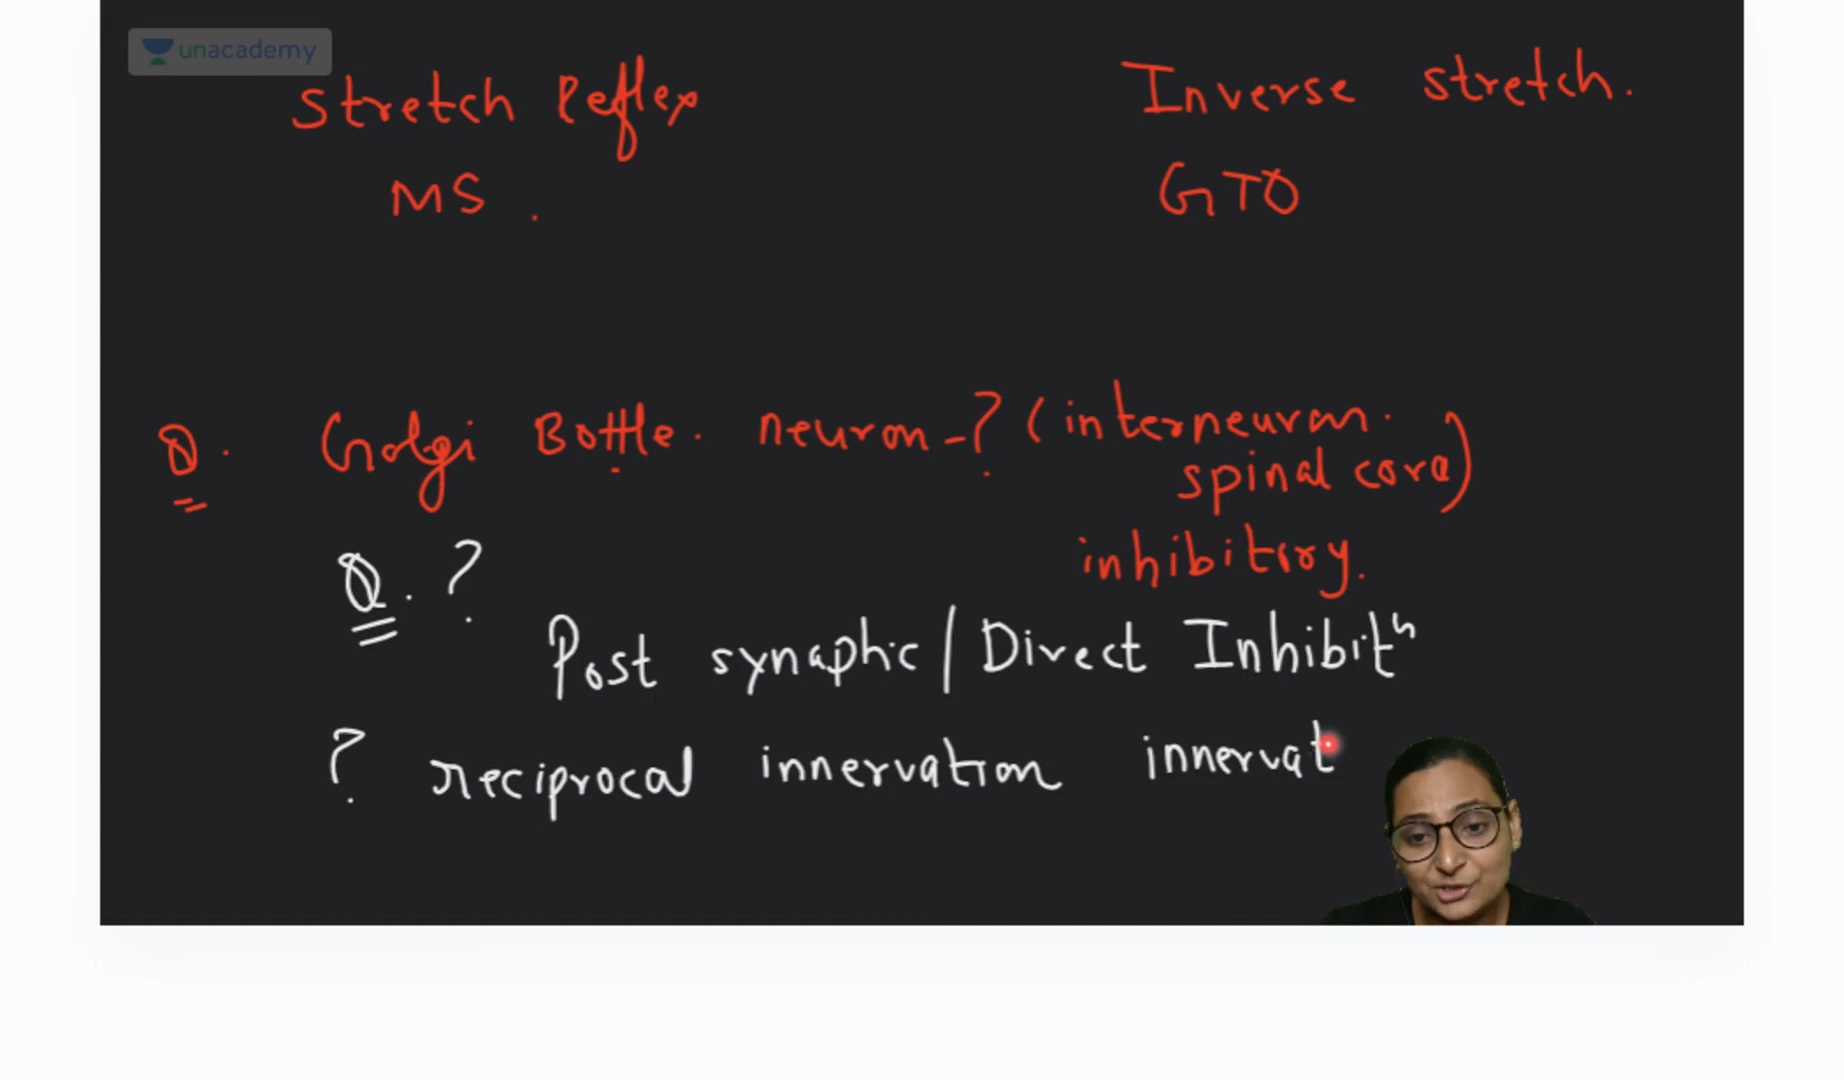 unacademy
Stretch Reflex Inverse stretch.
MS. GTO
Q. Golgi Bottle. neuron-? (interneuron.
spinal cord)
inhibitory.
Q. ?
Post synaptic/Direct Inhibitn
? reciprocal innervation innervat